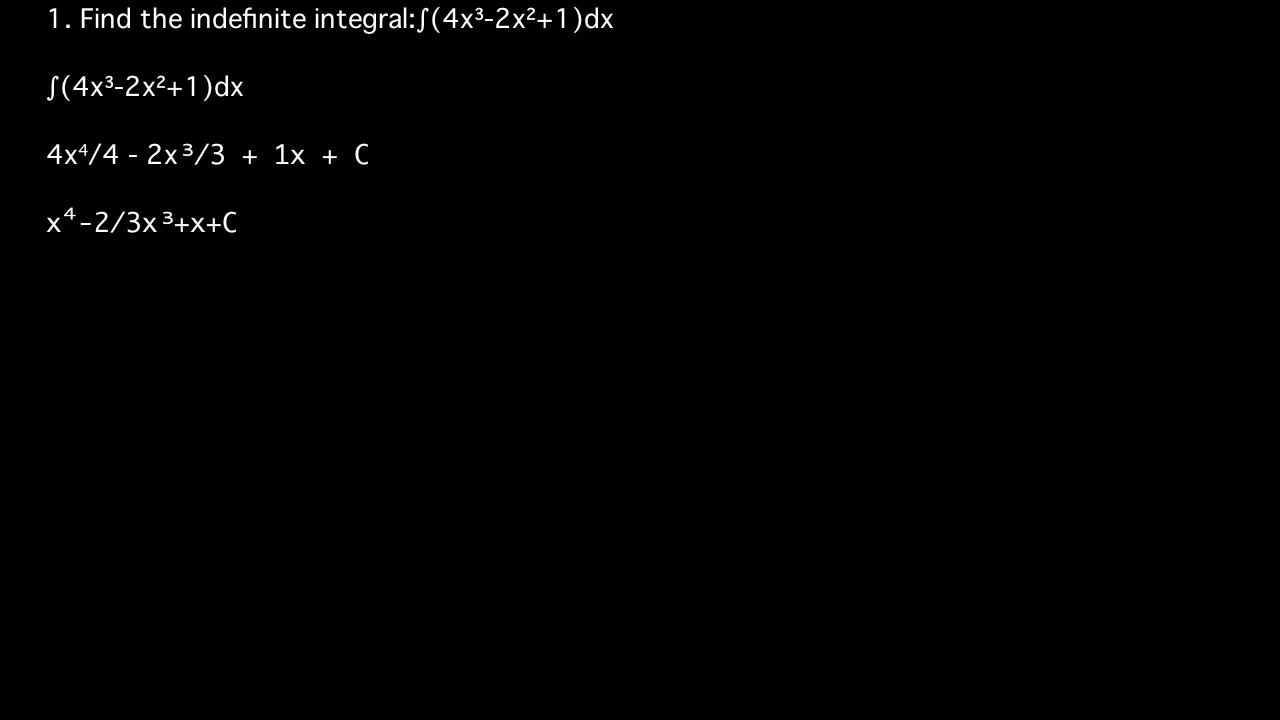 1. Find the indefinite integral:∫(4x³-2x²+1)dx
∫(4x³-2x²+1)dx
4x⁴/4 - 2x³/3 + 1x + C
x⁴-2/3x³+x+C